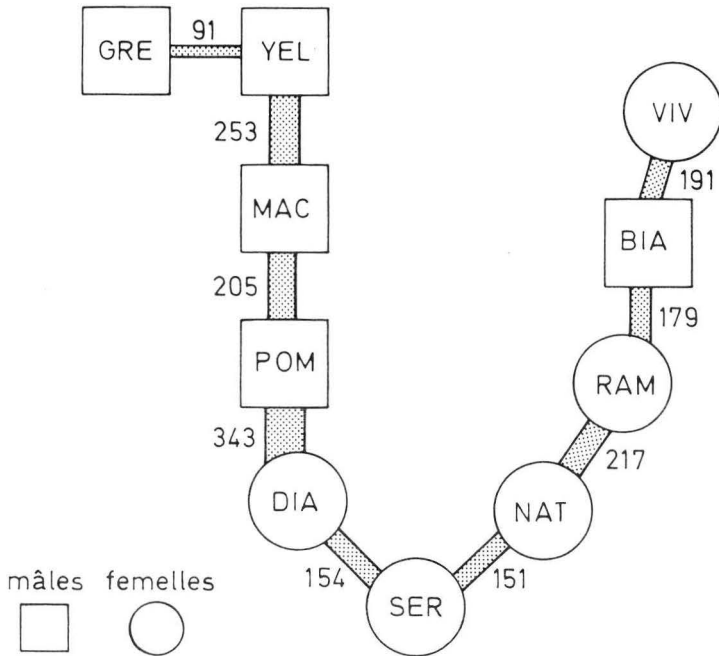 91
GRE
YEL
VIV
253
191
MAC
BIA
205
179
POM
RAM
343
217
DIA
NAT
154
151
SER
mâles femelles